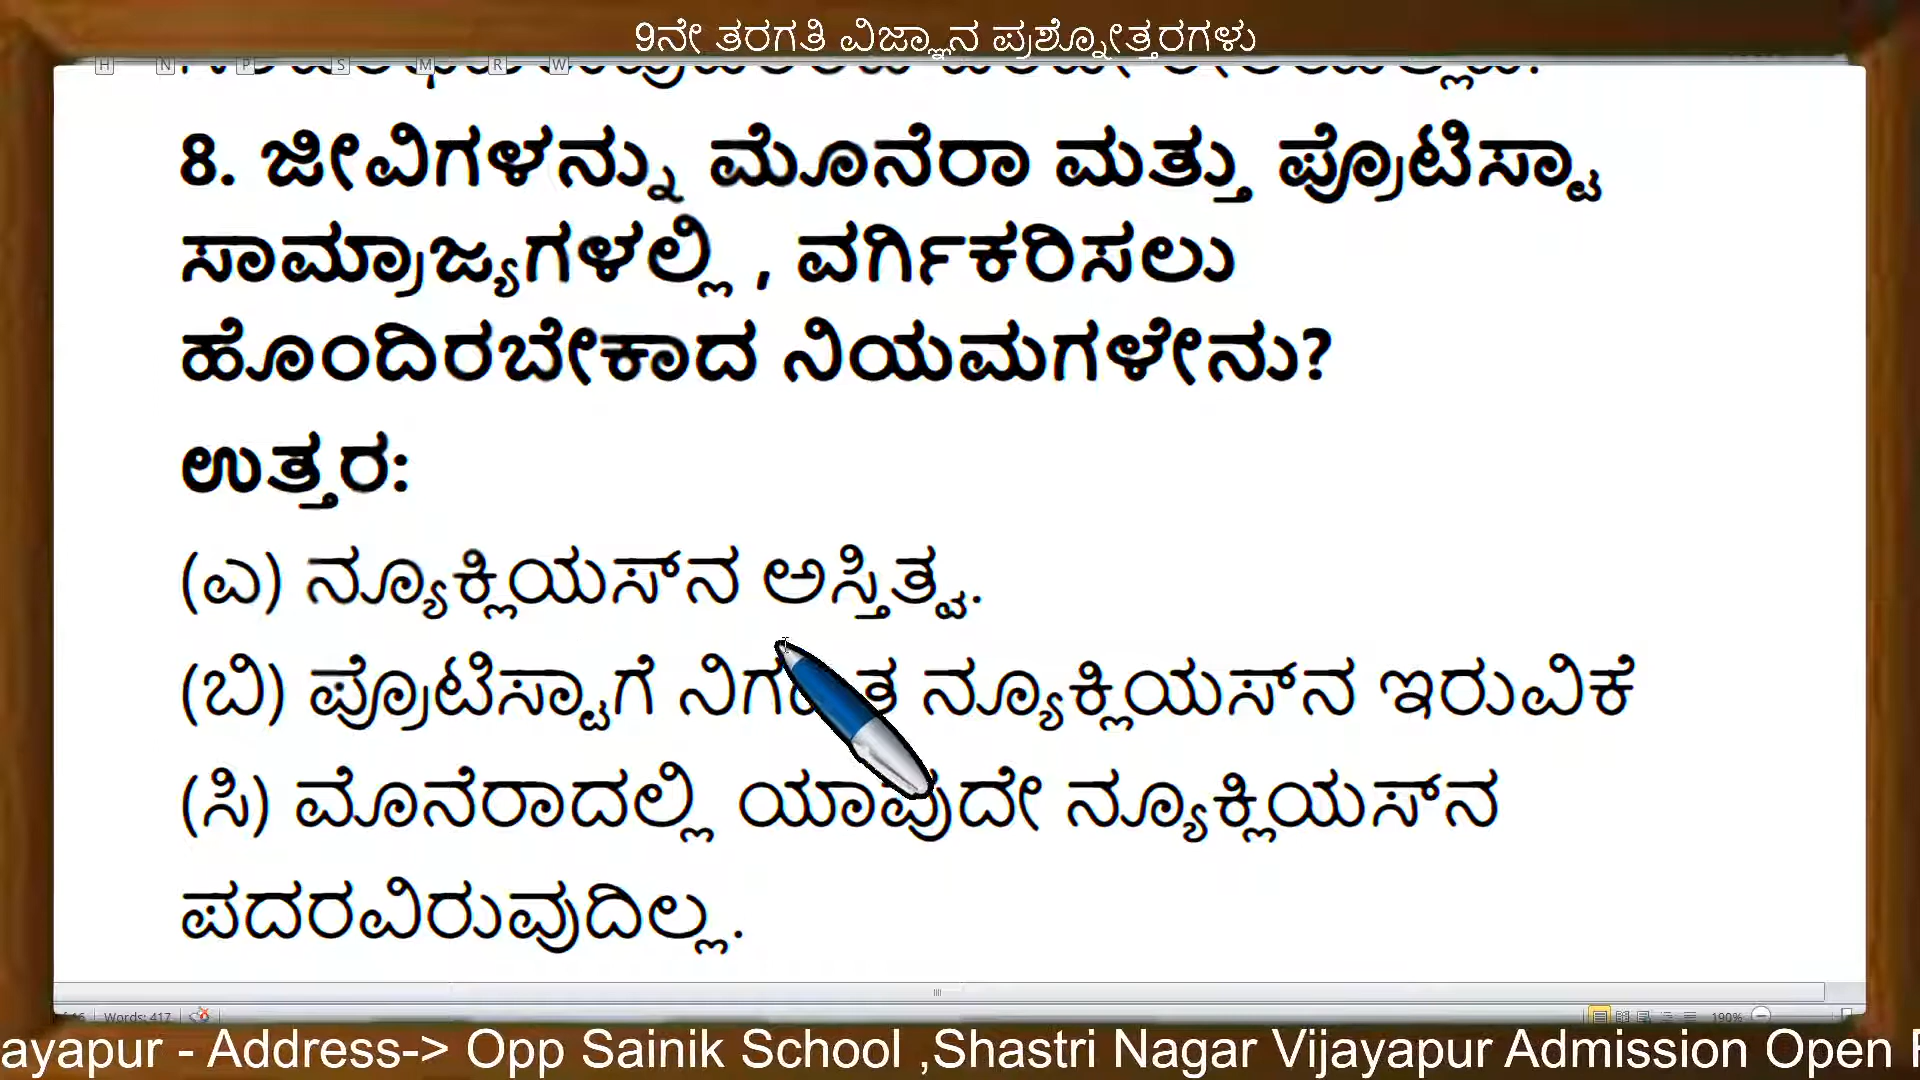 9ನೇ ತರಗತಿ ವಿಜ್ಞಾನ ಪ್ರಶ್ನೋತ್ತರಗಳು
H N P S M R W
8. ಜೀವಿಗಳನ್ನು ಮೊನೆರಾ ಮತ್ತು ಪ್ರೊಟಿಸ್ಟಾ
ಸಾಮ್ರಾಜ್ಯಗಳಲ್ಲಿ , ವರ್ಗಿಕರಿಸಲು
ಹೊಂದಿರಬೇಕಾದ ನಿಯಮಗಳೇನು?
ಉತ್ತರ:
(ಎ) ನ್ಯೂಕ್ಲಿಯಸ್‌ನ ಅಸ್ತಿತ್ವ.
(ಬಿ) ಪ್ರೊಟಿಸ್ಟಾಗೆ ನ್ಯೂಕ್ಲಿಯಸ್‌ನ ಇರುವಿಕೆ
(ಸಿ) ಮೊನೆರಾದಲ್ಲಿ ಯಾವುದೇ ನ್ಯೂಕ್ಲಿಯಸ್‌ನ
ಪದರವಿರುವುದಿಲ್ಲ.
Words: 417 190%
ayapur - Address-> Opp Sainik School ,Shastri Nagar Vijayapur Admission Open